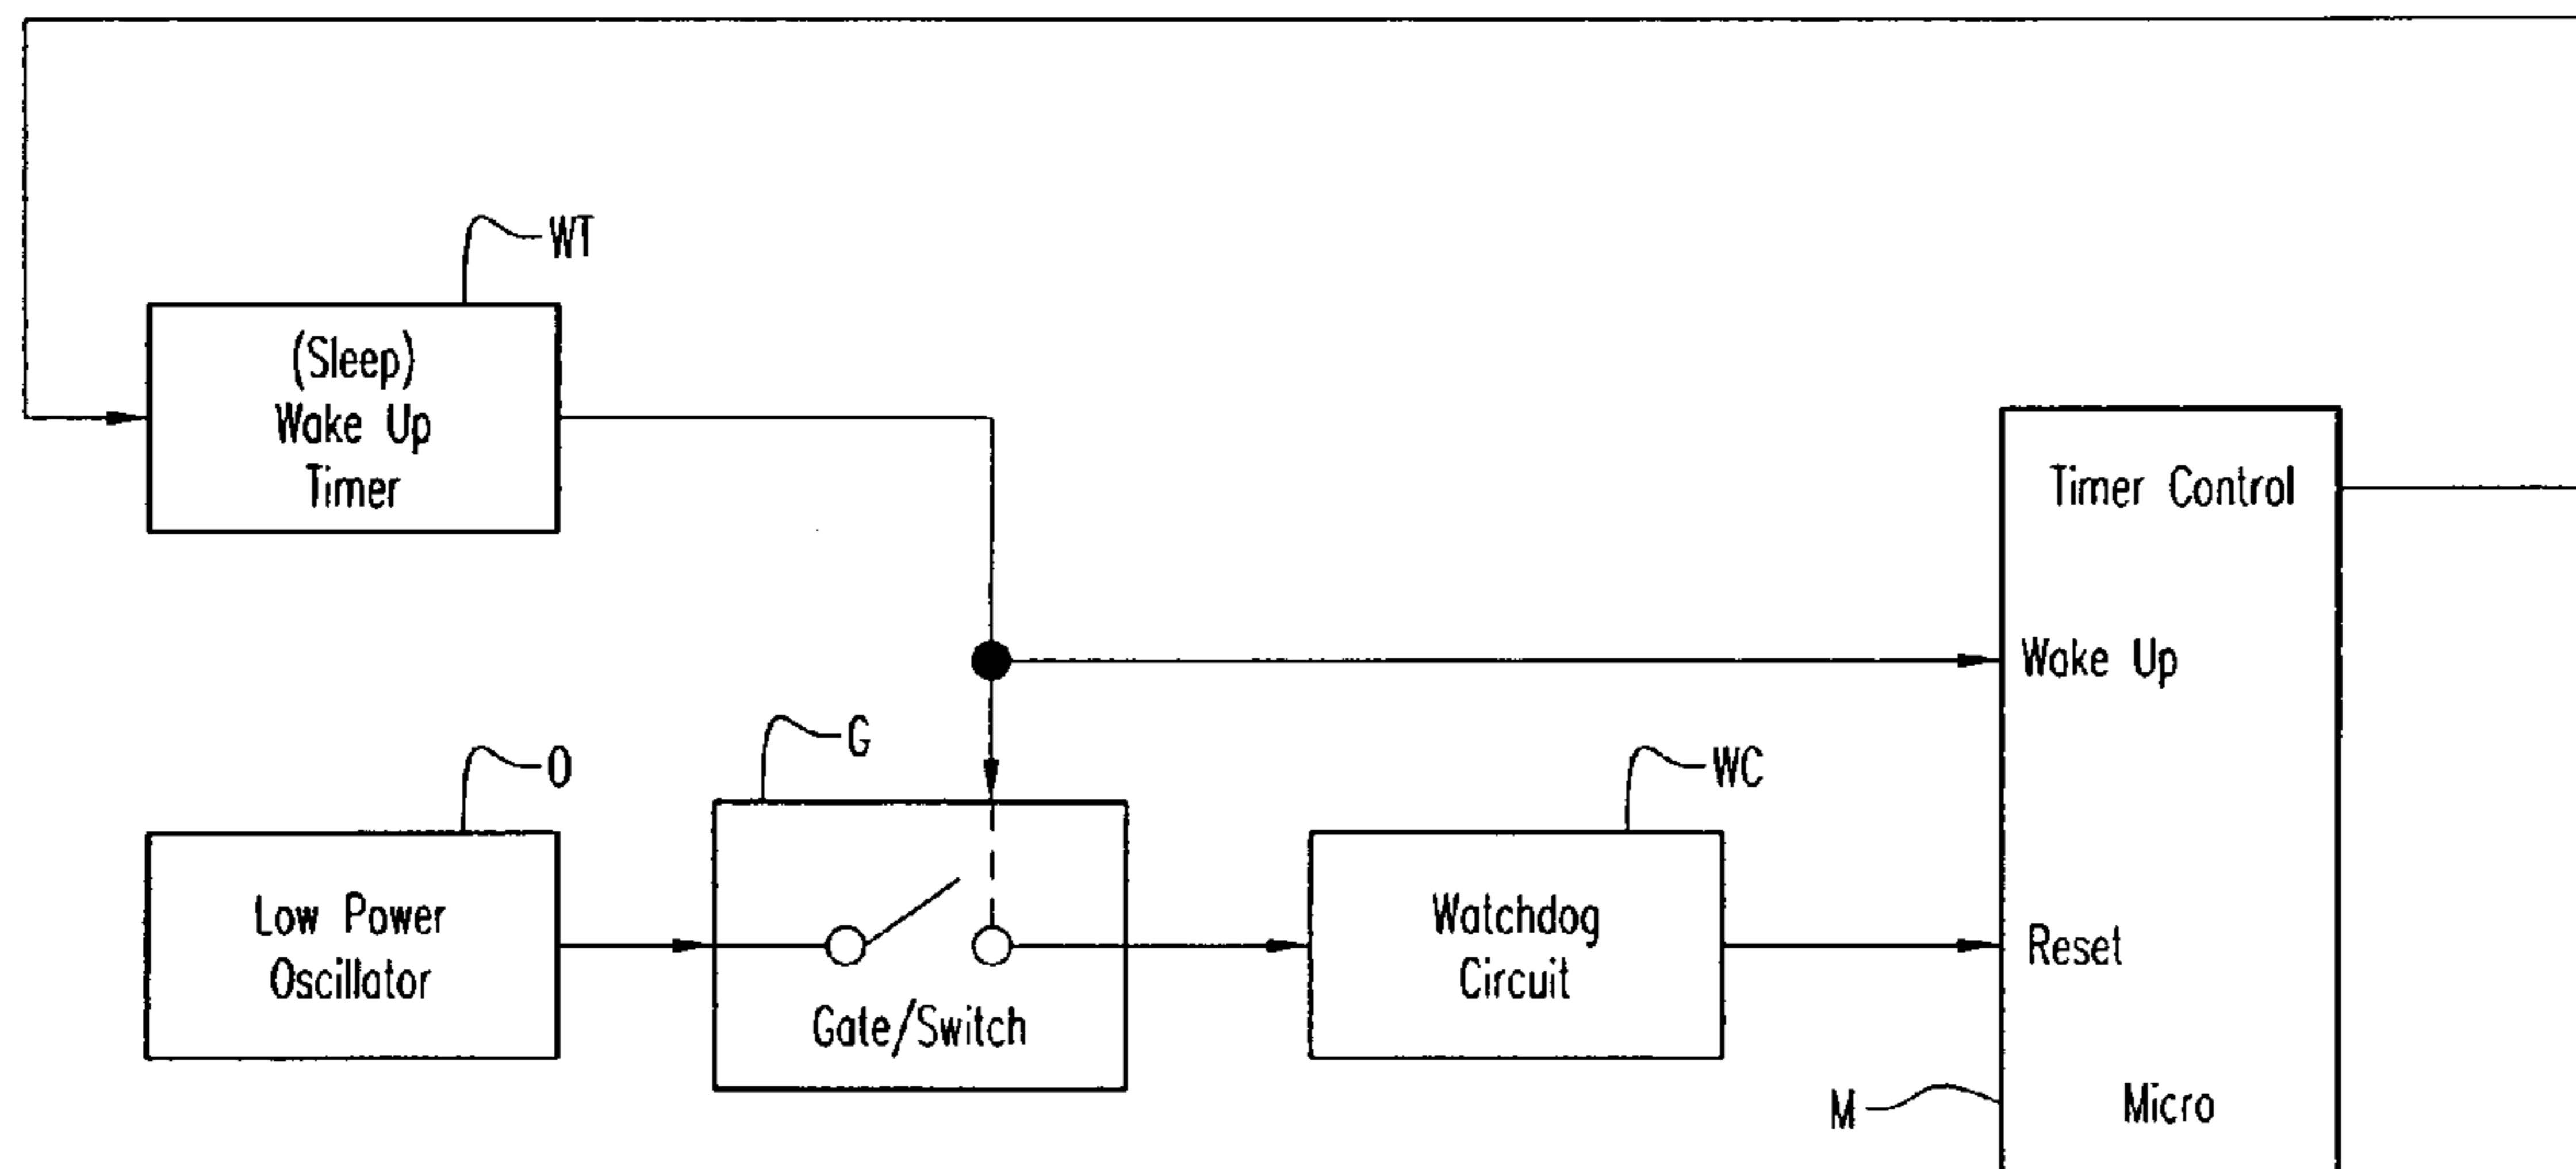 WT
(Sleep)
Wake Up
Timer
Timer Control
Wake Up
G
O
WC
Low Power
Oscillator
Gate/Switch
Watchdog
Circuit
Reset
M
Micro